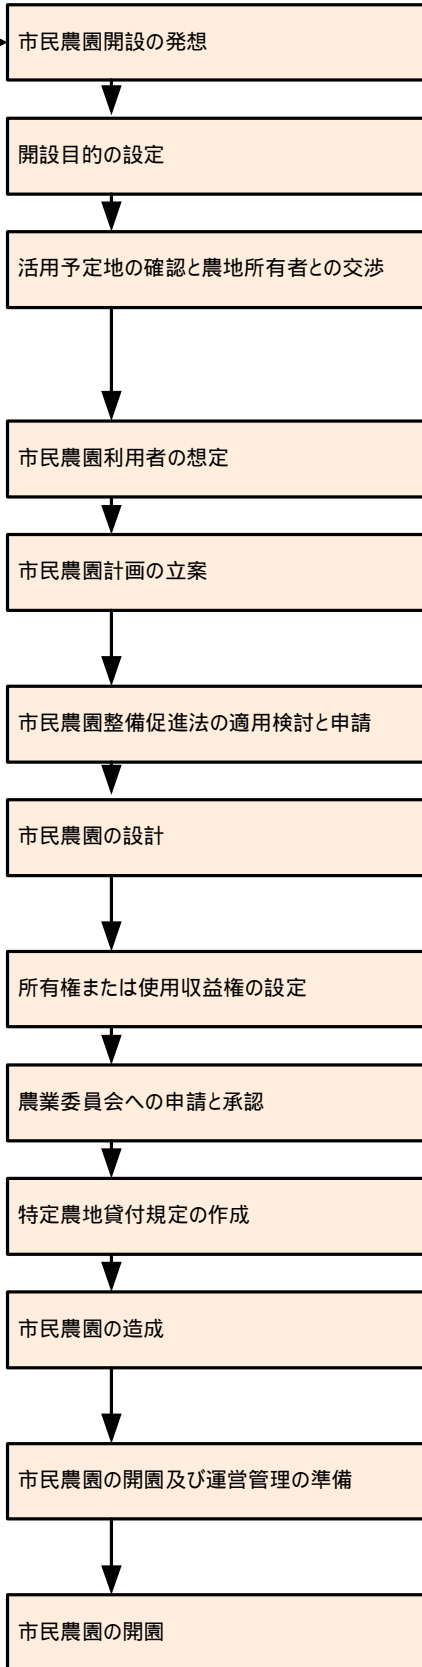 市民農園開設の発想
開設目的の設定
活用予定地の確認と農地所有者との交渉
市民農園利用者の想定
市民農園計画の立案
市民農園整備促進法の適用検討と申請
市民農園の設計
所有権または使用収益権の設定
農業委員会への申請と承認
特定農地貸付規定の作成
市民農園の造成
市民農園の開園及び運営管理の準備
市民農園の開園